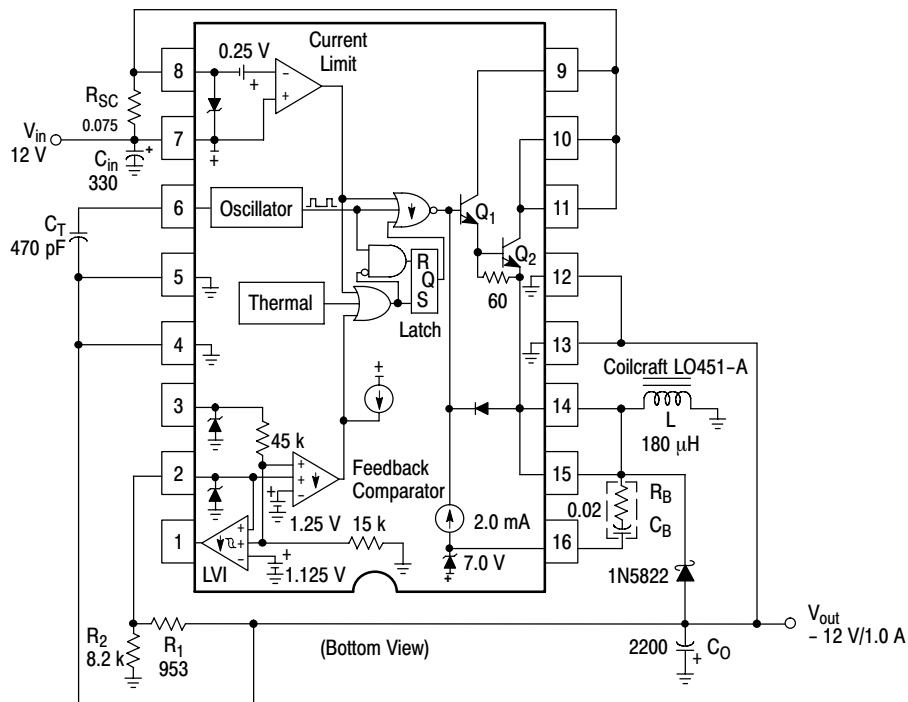 Current
Limit
0.25 V
+
−
+
+
8
9
R_SC
0.075
V_in
12 V
7
10
+
C_in
330
6
Oscillator
Q_1
11
C_T
470 pF
5
R
Q
S
Q_2
60
12
Thermal
Latch
4
13
+
Coilcraft LO451−A
3
14
45 k
L
180 µH
2
+
+
−
Feedback
Comparator
+
1.25 V
15
0.02
R_B
C_B
2.0 mA
1
15 k
16
+
+
−
+
LVI
1.125 V
7.0 V
+
1N5822
R_2
8.2 k
R_1
953
(Bottom View)
V_out
− 12 V/1.0 A
2200
+
C_O